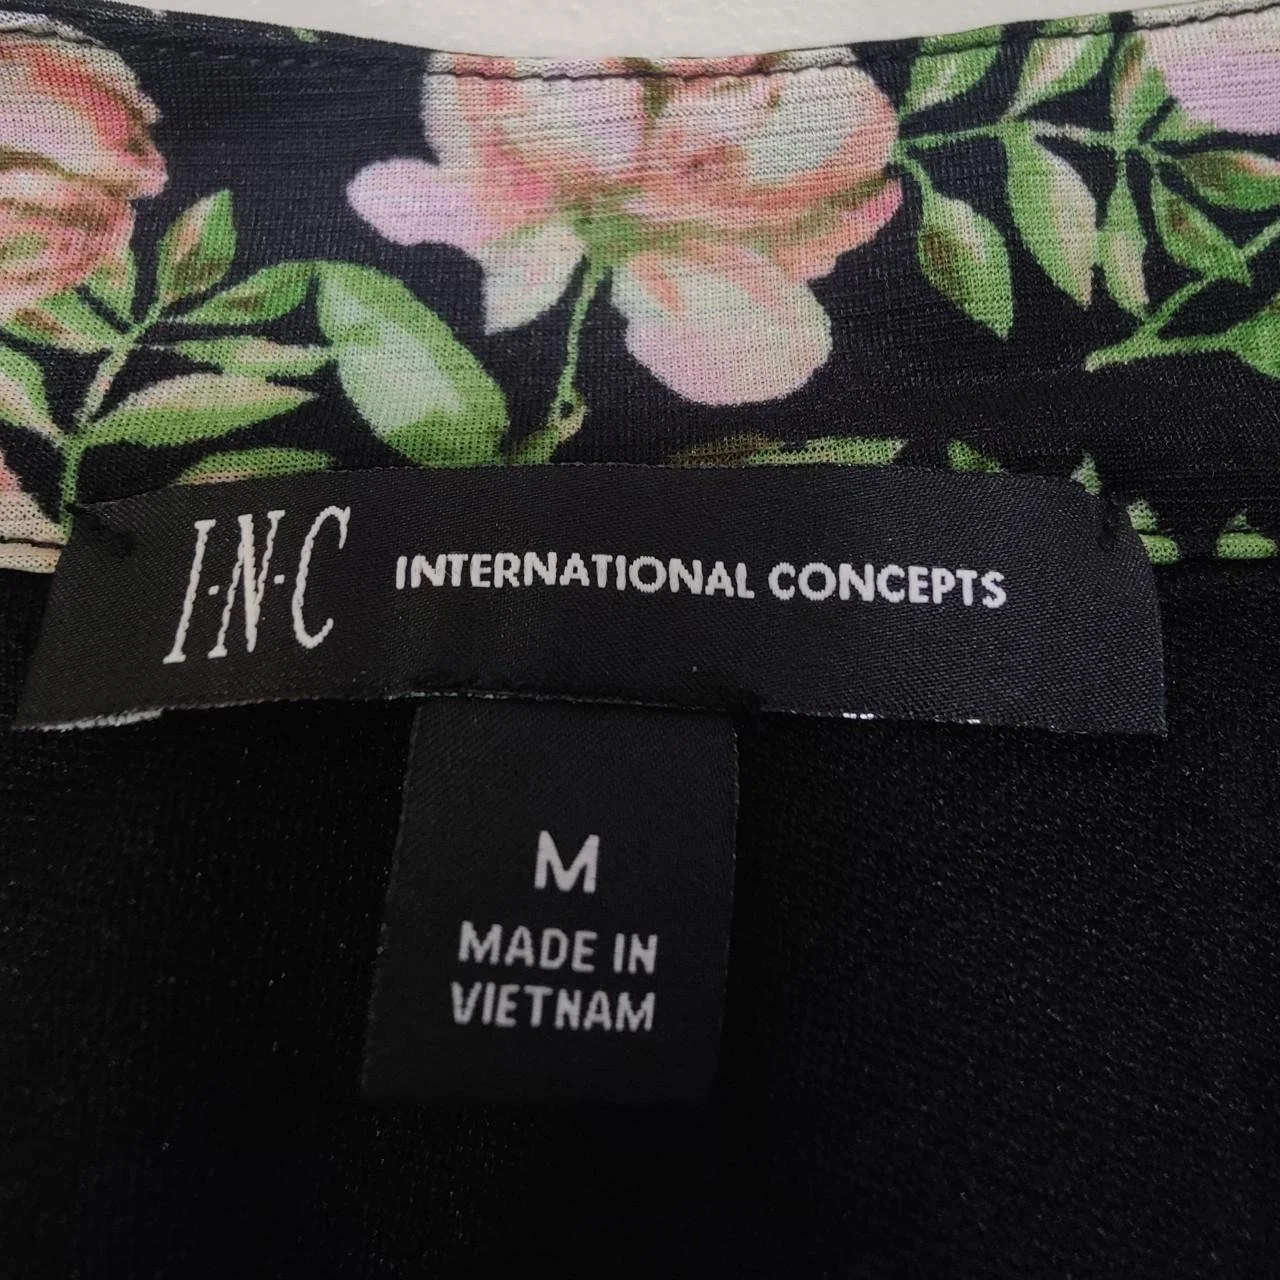 I·N·C INTERNATIONAL CONCEPTS
M
MADE IN
VIETNAM